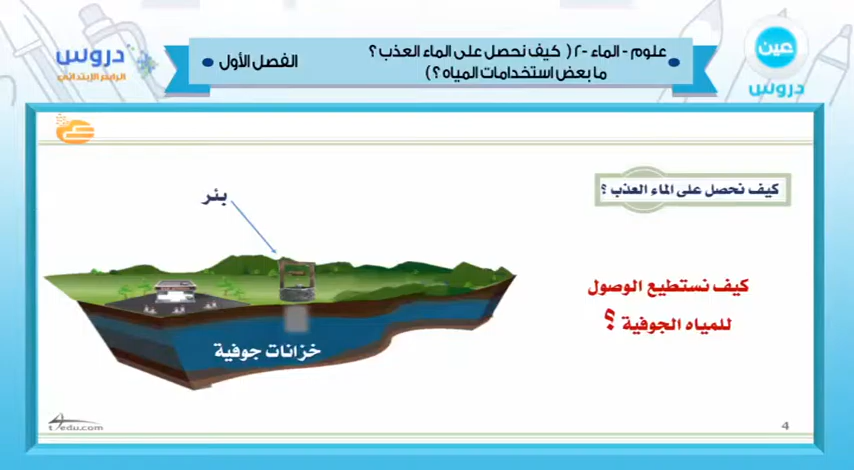 عين
دروس
علوم - الماء -٢ ( كيف نحصل على الماء العذب ؟
ما بعض استخدامات المياه ؟)
الفصل الأول
دروس
الرابع الإبتدائي
كيف نحصل على الماء العذب ؟
بئر
كيف نستطيع الوصول
للمياه الجوفية ؟
خزانات جوفية
t4edu.com
4